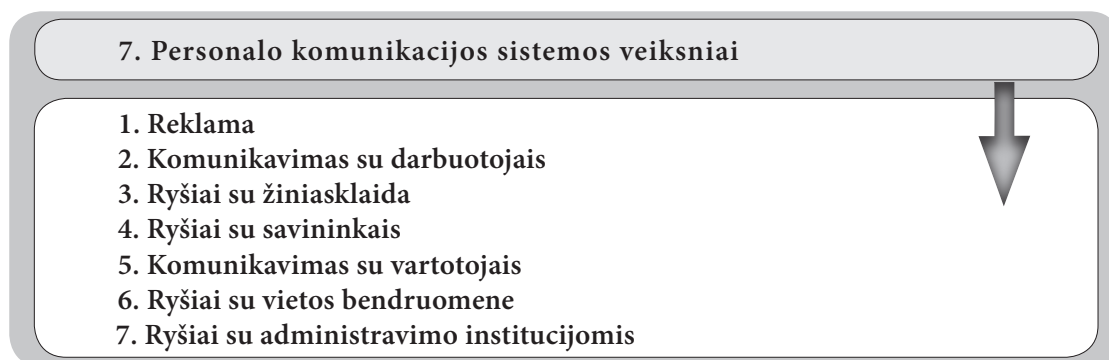 7. Personalo komunikacijos sistemos veiksniai
1. Reklama
2. Komunikavimas su darbuotojais
3. Ryšiai su žiniasklaida
4. Ryšiai su savininkais
5. Komunikavimas su vartotojais
6. Ryšiai su vietos bendruomene
7. Ryšiai su administravimo institucijomis